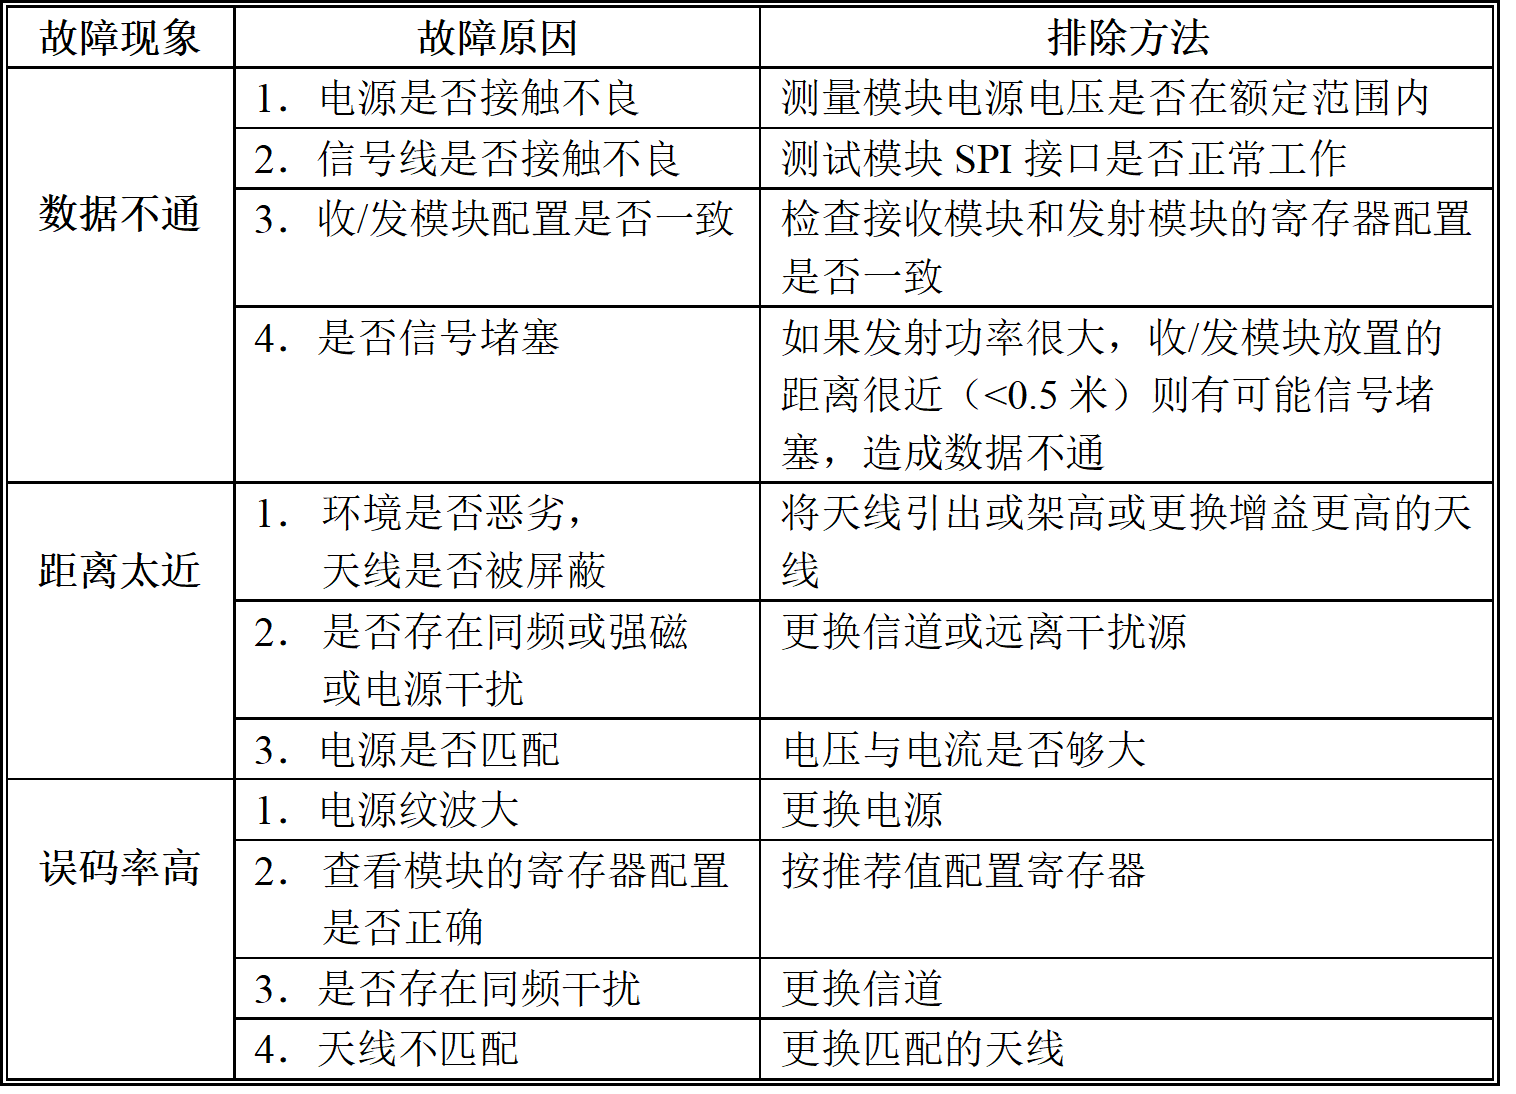 故障现象 故障原因 排除方法
数据不通
1．电源是否接触不良 测量模块电源电压是否在额定范围内
2．信号线是否接触不良 测试模块 SPI 接口是否正常工作
3．收/发模块配置是否一致 检查接收模块和发射模块的寄存器配置
是否一致
4．是否信号堵塞 如果发射功率很大，收/发模块放置的
距离很近（<0.5 米）则有可能信号堵
塞，造成数据不通
距离太近
1．环境是否恶劣， 将天线引出或架高或更换增益更高的天
天线是否被屏蔽 线
2．是否存在同频或强磁 更换信道或远离干扰源
或电源干扰
3．电源是否匹配 电压与电流是否够大
误码率高
1．电源纹波大 更换电源
2．查看模块的寄存器配置 按推荐值配置寄存器
是否正确
3．是否存在同频干扰 更换信道
4．天线不匹配 更换匹配的天线